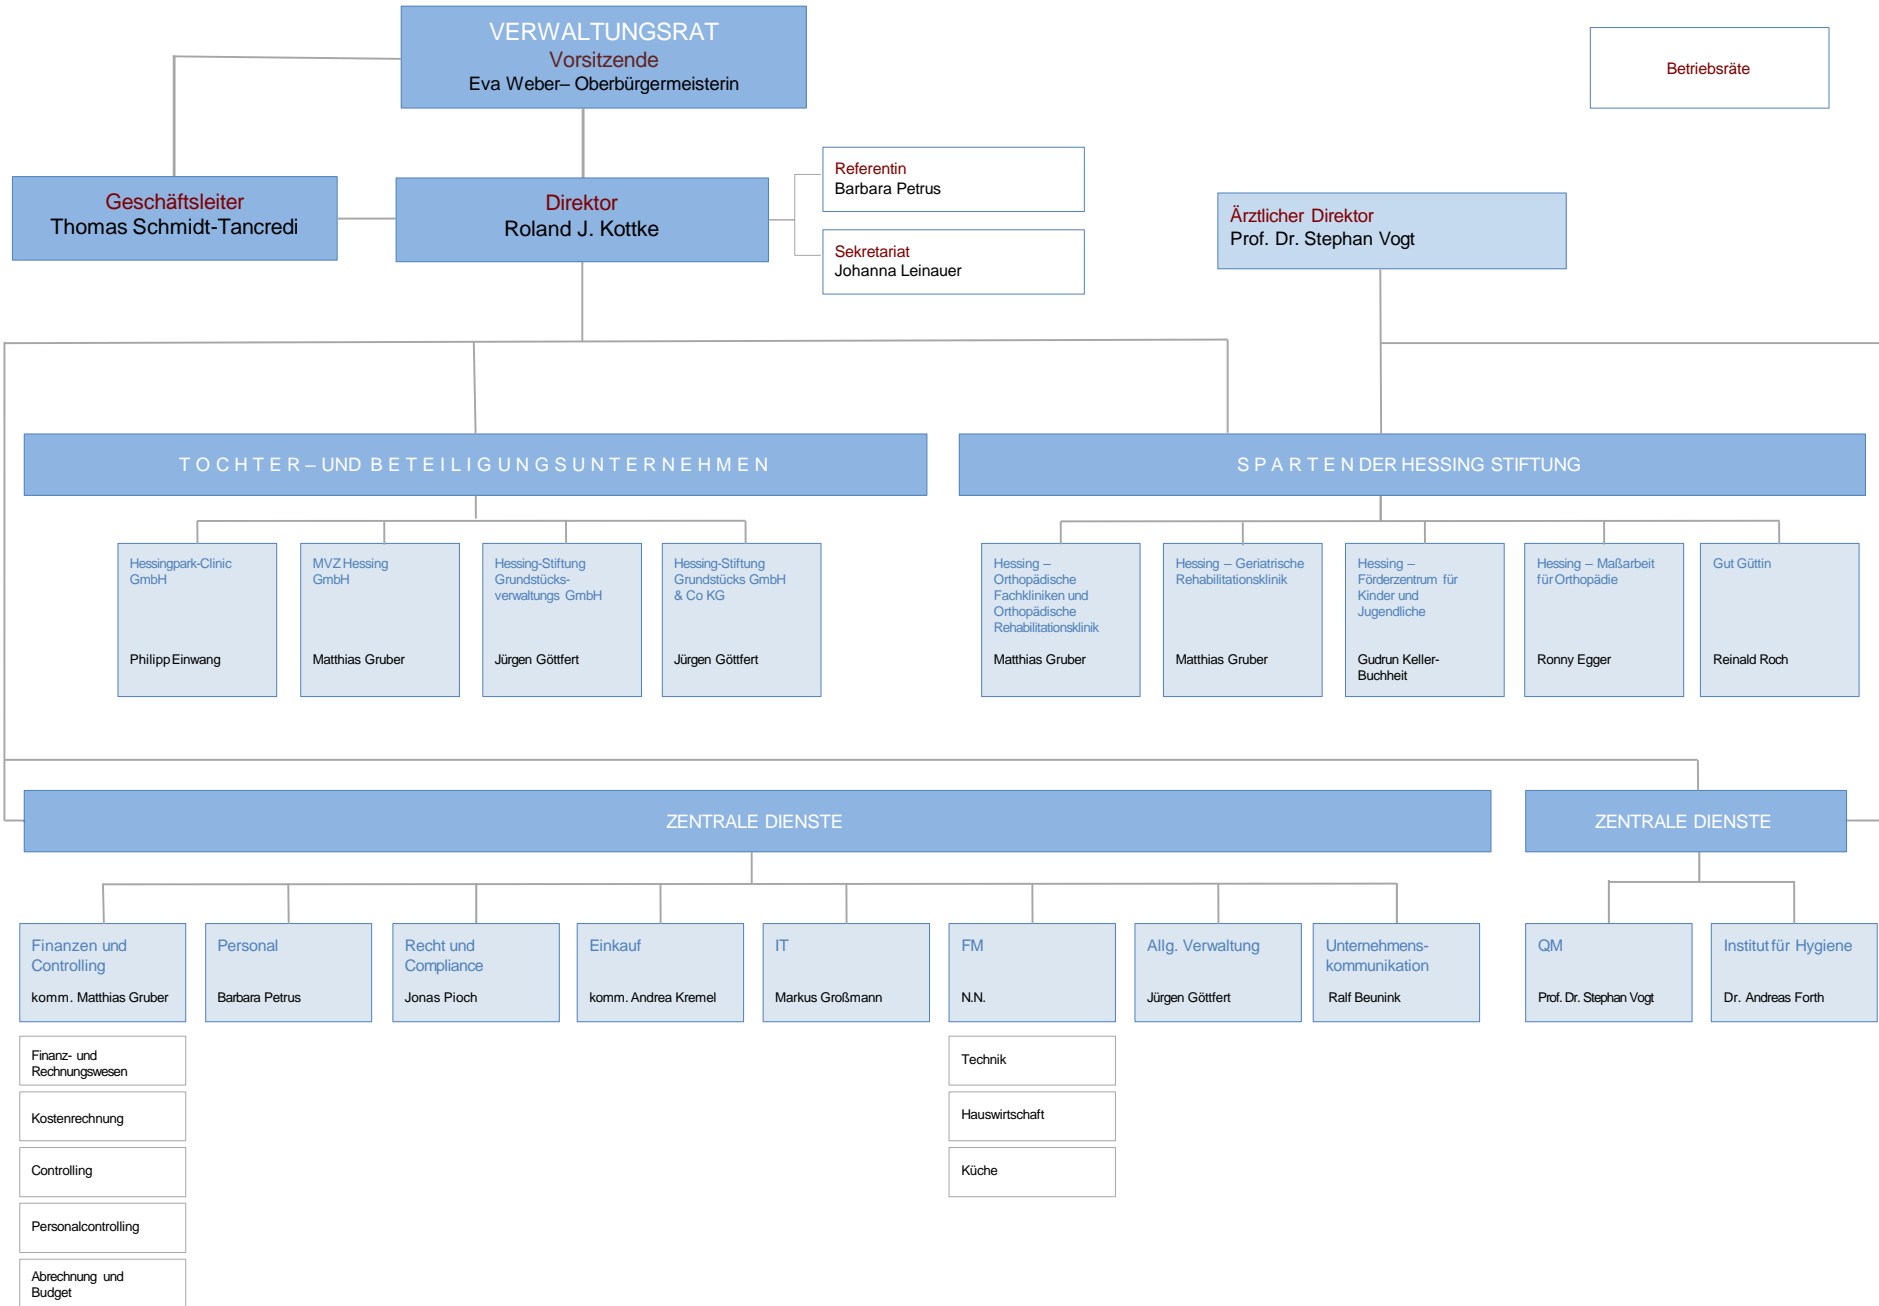 VERWALTUNGSRAT
Vorsitzende
Eva Weber– Oberbürgermeisterin
Betriebsräte
Geschäftsleiter
Thomas Schmidt-Tancredi
Direktor
Roland J. Kottke
Referentin
Barbara Petrus
Sekretariat
Johanna Leinauer
Ärztlicher Direktor
Prof. Dr. Stephan Vogt
T O C H T E R – UND B E T E I L I G U N G S U N T E R N E H M E N
S P A R T E N DER HESSING STIFTUNG
Hessingpark-Clinic
GmbH
Philipp Einwang
MVZ Hessing
GmbH
Matthias Gruber
Hessing-Stiftung
Grundstücks-
verwaltungs GmbH
Jürgen Göttfert
Hessing-Stiftung
Grundstücks GmbH
& Co KG
Jürgen Göttfert
Hessing –
Orthopädische
Fachkliniken und
Orthopädische
Rehabilitationsklinik
Matthias Gruber
Hessing – Geriatrische
Rehabilitationsklinik
Matthias Gruber
Hessing –
Förderzentrum für
Kinder und
Jugendliche
Gudrun Keller-
Buchheit
Hessing – Maßarbeit
für Orthopädie
Ronny Egger
Gut Güttin
Reinald Roch
ZENTRALE DIENSTE
ZENTRALE DIENSTE
Finanzen und
Controlling
komm. Matthias Gruber
Personal
Barbara Petrus
Recht und
Compliance
Jonas Pioch
Einkauf
komm. Andrea Kremel
IT
Markus Großmann
FM
N.N.
Allg. Verwaltung
Jürgen Göttfert
Unternehmens-
kommunikation
Ralf Beunink
QM
Prof. Dr. Stephan Vogt
Institut für Hygiene
Dr. Andreas Forth
Finanz- und
Rechnungswesen
Kostenrechnung
Controlling
Personalcontrolling
Abrechnung und
Budget
Technik
Hauswirtschaft
Küche